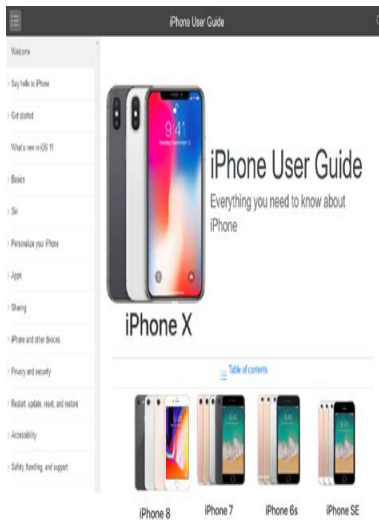 iPhone User Guide
Welcome
Say hello to iPhone
Get started
What's new in iOS 11
Basics
Siri
Personalize your iPhone
Apps
Sharing
iPhone and other devices
Privacy and security
Restart, update, reset, and restore
Accessibility
Safety, handling, and support
9:41
iPhone User Guide
Everything you need to know about
iPhone
iPhone X
Table of contents
iPhone 8
iPhone 7
iPhone 6s
iPhone SE